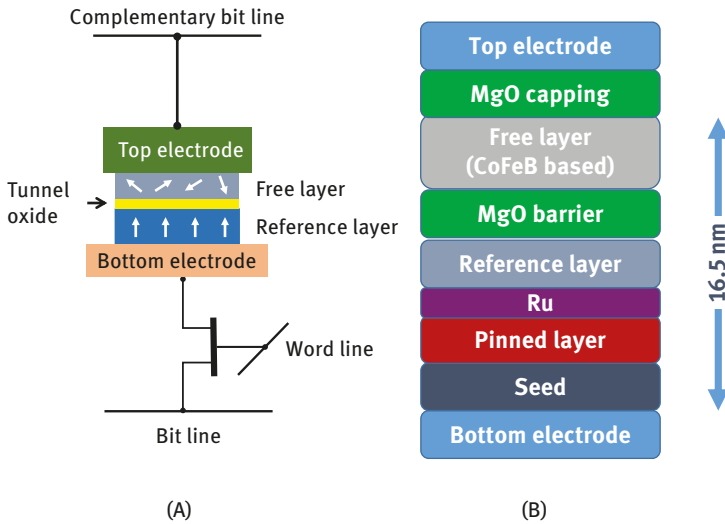 Complementary bit line
Top electrode
Tunnel
oxide
Free layer
Reference layer
Bottom electrode
Word line
Bit line
(A)
Top electrode
MgO capping
Free layer
(CoFeB based)
MgO barrier
Reference layer
Ru
Pinned layer
Seed
Bottom electrode
16.5 nm
(B)